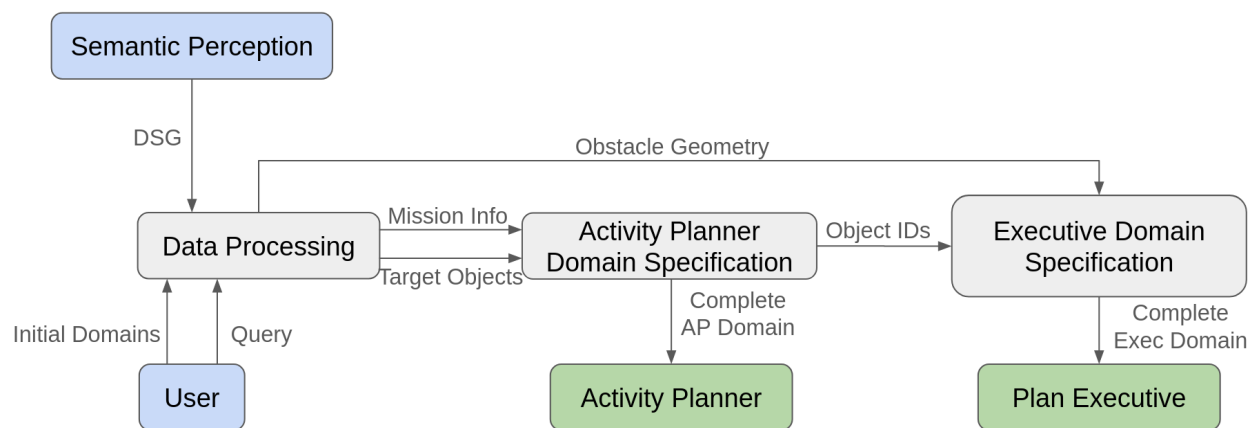 Semantic Perception
DSG
Obstacle Geometry
Data Processing
Mission Info
Target Objects
Activity Planner
Domain Specification
Object IDs
Executive Domain
Specification
Initial Domains
Query
Complete
AP Domain
Complete
Exec Domain
User
Activity Planner
Plan Executive